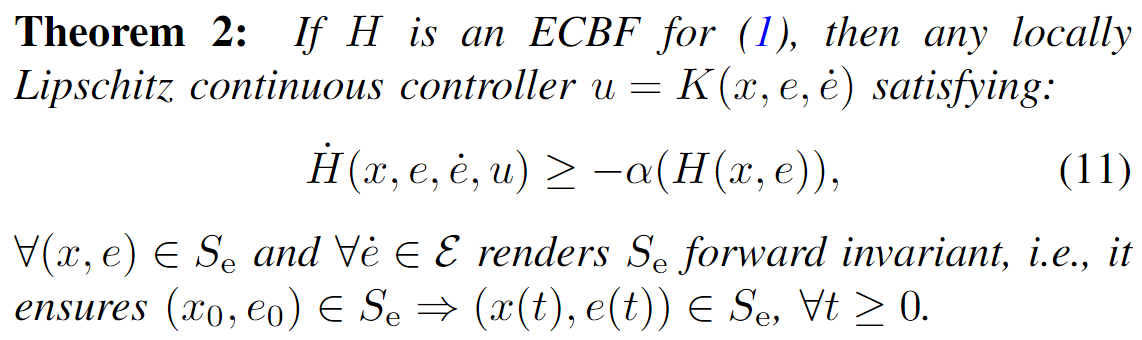 Theorem 2: If H is an ECBF for (1), then any locally
Lipschitz continuous controller u = K(x, e, ė) satisfying:
Ḣ(x, e, ė, u) ≥ −α(H(x, e)), (11)
∀(x, e) ∈ Sₑ and ∀ė ∈ ℰ renders Sₑ forward invariant, i.e., it
ensures (x₀, e₀) ∈ Sₑ ⇒ (x(t), e(t)) ∈ Sₑ, ∀t ≥ 0.